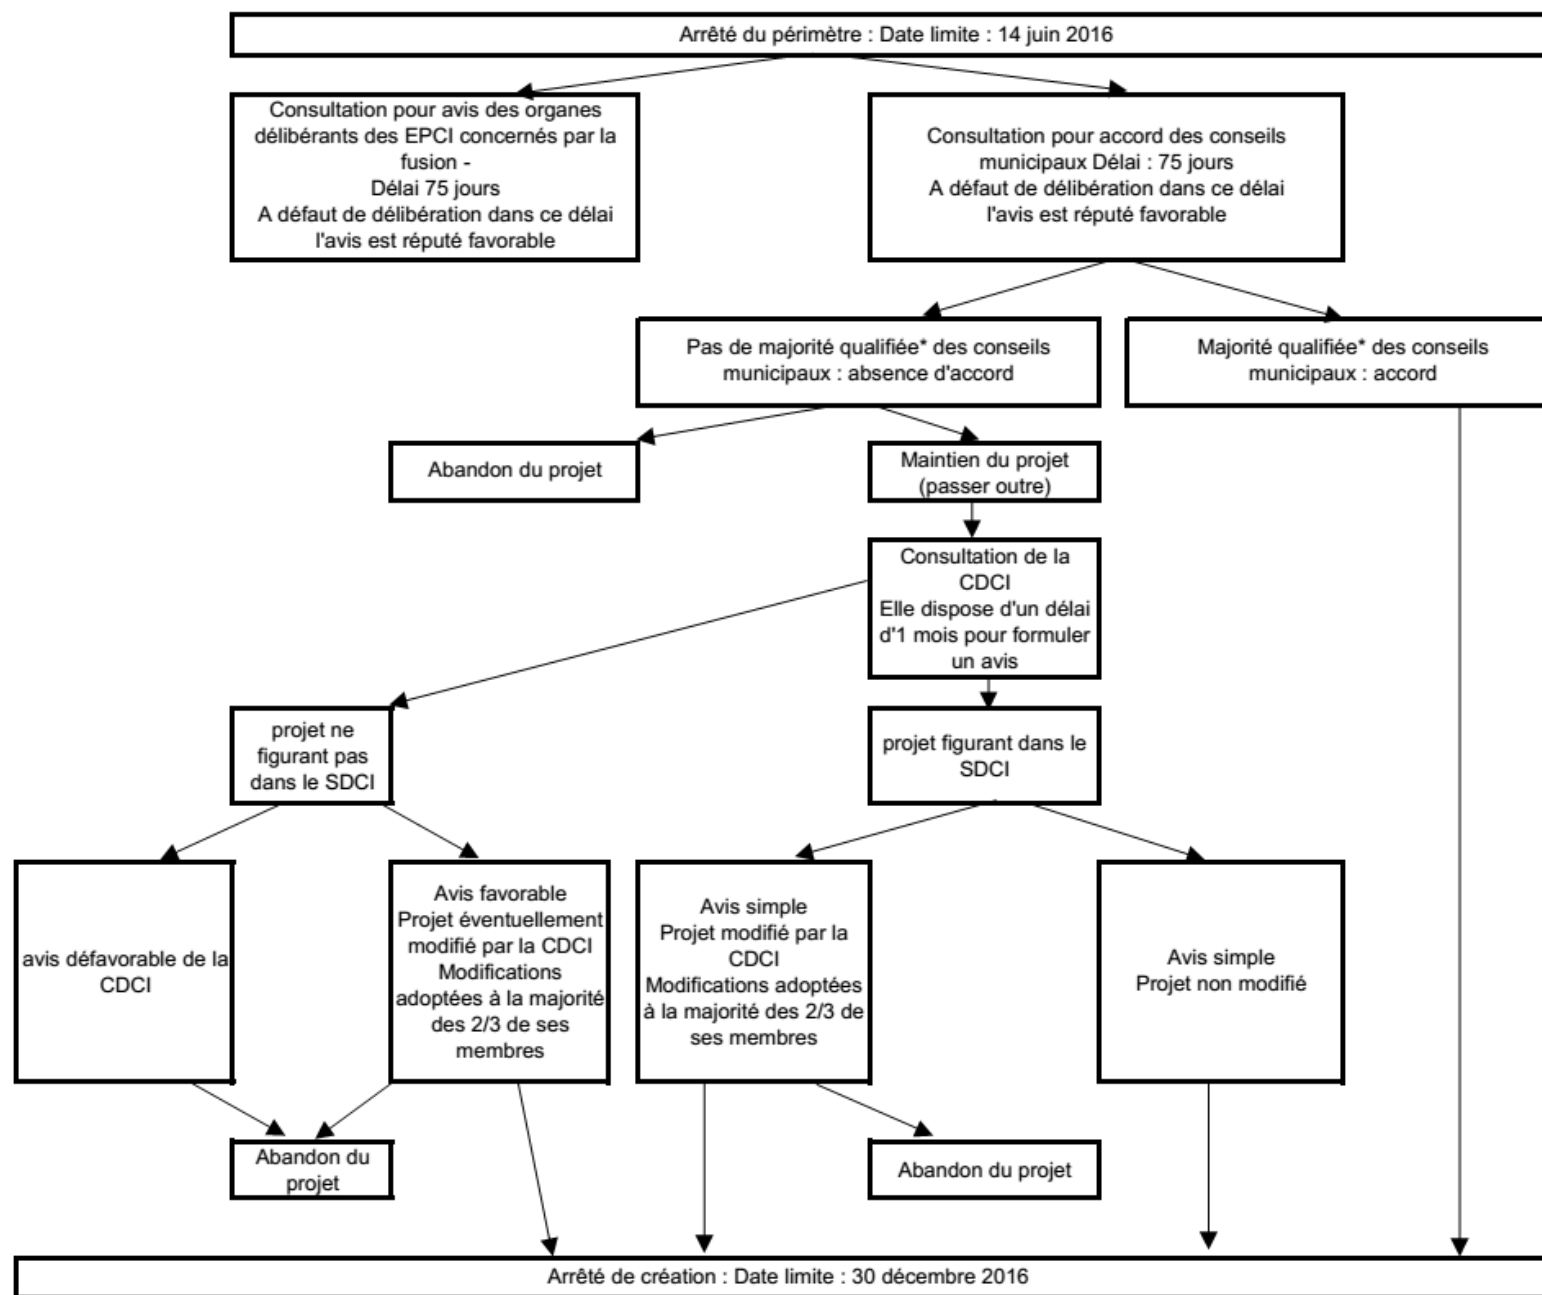 Arrêté du périmètre : Date limite : 14 juin 2016
Consultation pour avis des organes
délibérants des EPCI concernés par la
fusion -
Délai 75 jours
A défaut de délibération dans ce délai
l'avis est réputé favorable
Consultation pour accord des conseils
municipaux Délai : 75 jours
A défaut de délibération dans ce délai
l'avis est réputé favorable
Pas de majorité qualifiée* des conseils
municipaux : absence d'accord
Majorité qualifiée* des conseils
municipaux : accord
Abandon du projet
Maintien du projet
(passer outre)
Consultation de la
CDCI
Elle dispose d'un délai
d'1 mois pour formuler
un avis
projet ne
figurant pas
dans le SDCI
projet figurant dans le
SDCI
avis défavorable de la
CDCI
Avis favorable
Projet éventuellement
modifié par la CDCI
Modifications
adoptées à la majorité
des 2/3 de ses
membres
Avis simple
Projet modifié par la
CDCI
Modifications adoptées
à la majorité des 2/3 de
ses membres
Avis simple
Projet non modifié
Abandon du
projet
Abandon du projet
Arrêté de création : Date limite : 30 décembre 2016